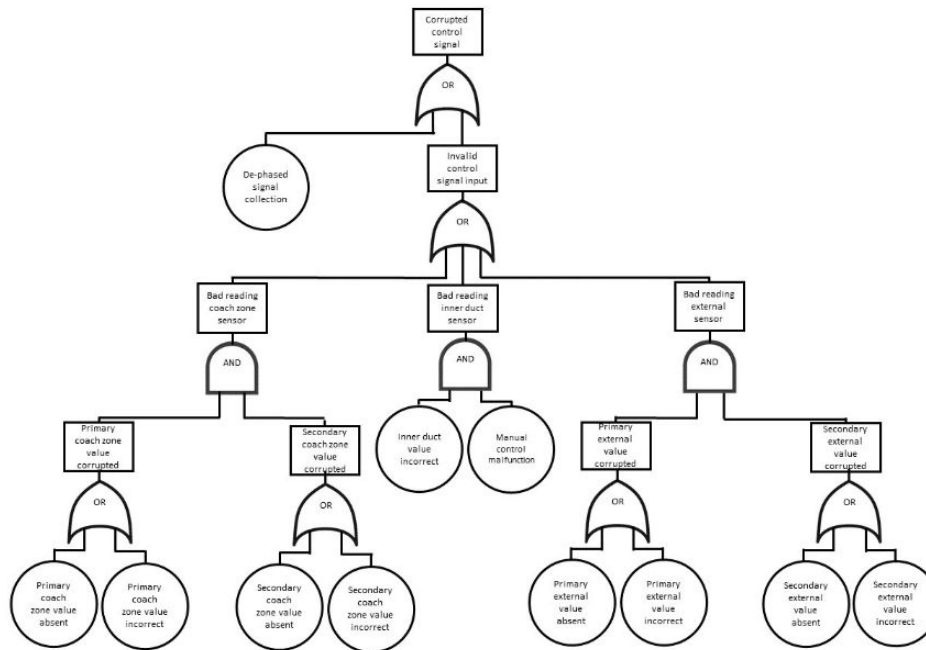 Corrupted
control
signal
OR
De-phased
signal
collection
Invalid
control
signal input
OR
Bad reading
coach zone
sensor
Bad reading
inner duct
sensor
Bad reading
external
sensor
AND
AND
AND
Primary
coach zone
value
corrupted
Secondary
coach zone
value
corrupted
Inner duct
value
incorrect
Manual
control
malfunction
Primary
external
value
corrupted
Secondary
external
value
corrupted
OR
OR
OR
OR
Primary
coach
zone value
absent
Primary
coach
zone value
incorrect
Secondary
coach
zone value
absent
Secondary
coach
zone value
incorrect
Primary
external
value
absent
Primary
external
value
incorrect
Secondary
external
value
absent
Secondary
external
value
incorrect